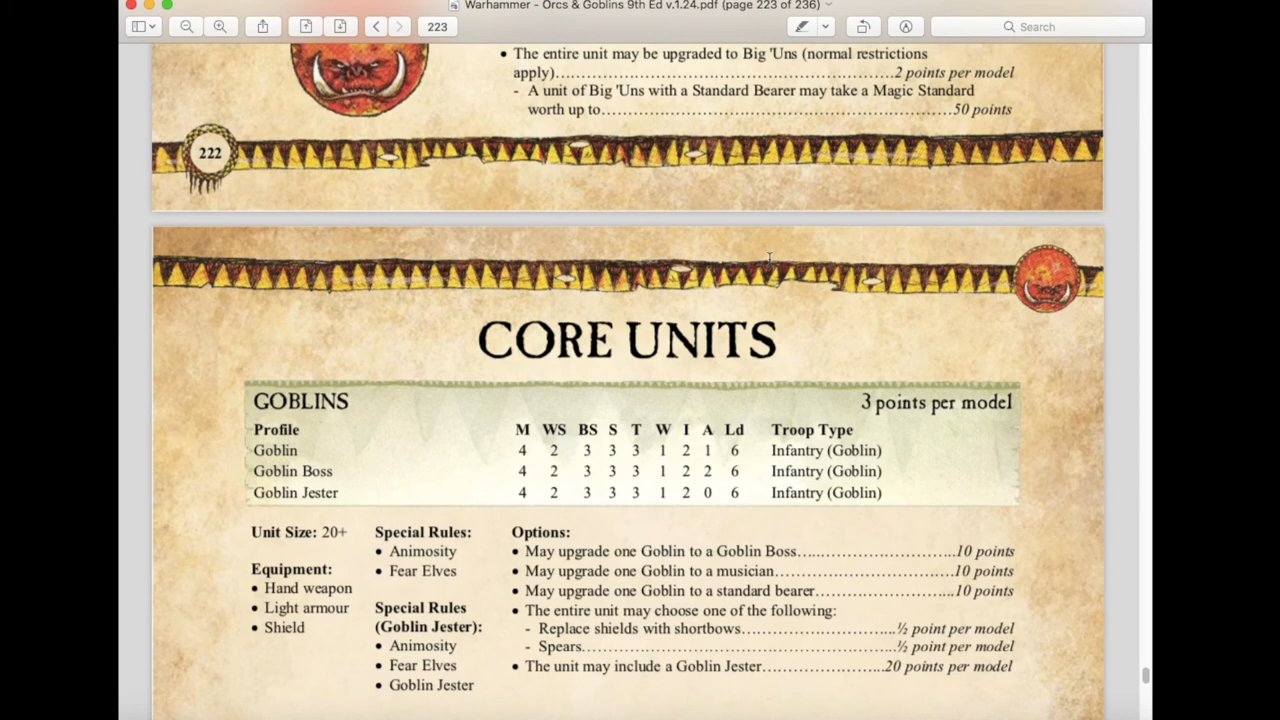 Warhammer - Orcs & Goblins 9th Ed v.1.24.pdf (page 223 of 236)
223
Search
• The entire unit may be upgraded to Big 'Uns (normal restrictions
apply)……………………………………………………2 points per model
- A unit of Big 'Uns with a Standard Bearer may take a Magic Standard
worth up to…………………………………………………50 points
222
CORE UNITS
GOBLINS 3 points per model
Profile M WS BS S T W I A Ld Troop Type
Goblin 4 2 3 3 3 1 2 1 6 Infantry (Goblin)
Goblin Boss 4 2 3 3 3 1 2 2 6 Infantry (Goblin)
Goblin Jester 4 2 3 3 3 1 2 0 6 Infantry (Goblin)
Unit Size: 20+
Equipment:
• Hand weapon
• Light armour
• Shield
Special Rules:
• Animosity
• Fear Elves
Special Rules
(Goblin Jester):
• Animosity
• Fear Elves
• Goblin Jester
Options:
• May upgrade one Goblin to a Goblin Boss……………………………10 points
• May upgrade one Goblin to a musician………………………………10 points
• May upgrade one Goblin to a standard bearer…………………………10 points
• The entire unit may choose one of the following:
- Replace shields with shortbows……………………………½ point per model
- Spears…………………………………………………½ point per model
• The unit may include a Goblin Jester……………………20 points per model